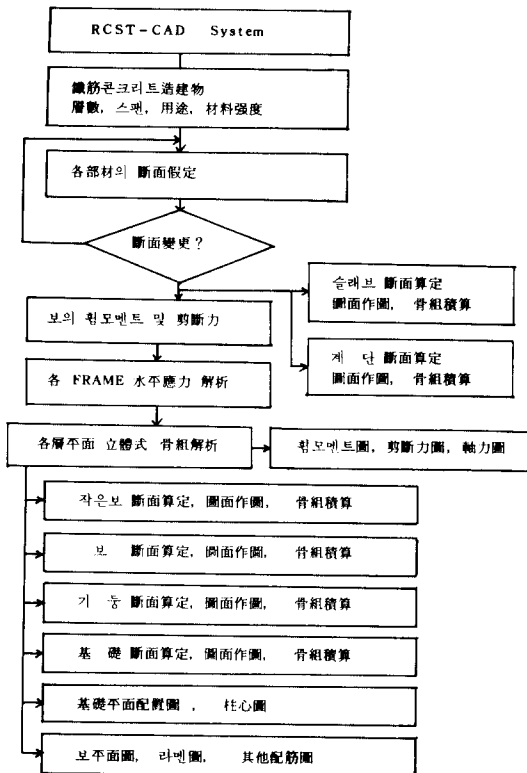 RCST-CAD System
鐵筋콘크리트造建物
層數, 스팬, 用途, 材料强度
各部材의 斷面假定
斷面變更?
슬래브 斷面算定
圖面作圖, 骨組積算
보의 휨모멘트 및 剪斷力
계 단 斷面算定
圖面作圖, 骨組積算
各 FRAME 水平應力 解析
各層平面 立體式 骨組解析
휨모멘트圖, 剪斷力圖, 軸力圖
작은보 斷面算定, 圖面作圖, 骨組積算
보 斷面算定, 圖面作圖, 骨組積算
기 둥 斷面算定, 圖面作圖, 骨組積算
基 礎 斷面算定, 圖面作圖, 骨組積算
基礎平面配置圖 , 柱心圖
보平面圖, 라멘圖, 其他配筋圖